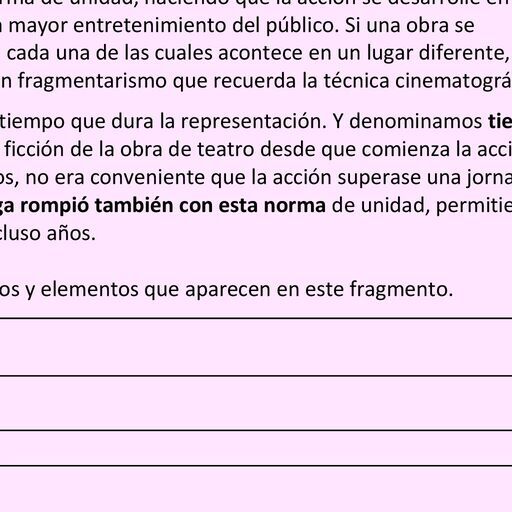 rma de unidad, haciendo que la acción se desarrolle en
mayor entretenimiento del público. Si una obra se
cada una de las cuales acontece en un lugar diferente,
n fragmentarismo que recuerda la técnica cinematográ
tiempo que dura la representación. Y denominamos tie
ficción de la obra de teatro desde que comienza la acci
os, no era conveniente que la acción superase una jorna
ga rompió también con esta norma de unidad, permitie
cluso años.
os y elementos que aparecen en este fragmento.